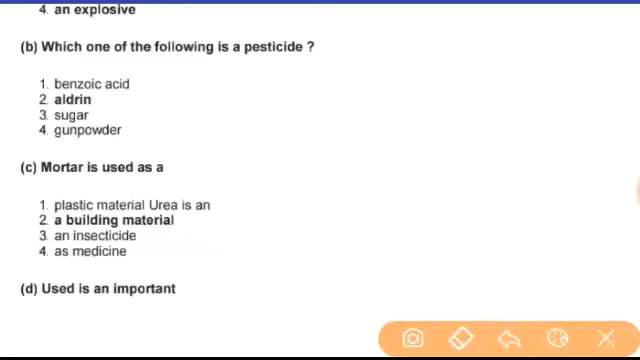 4. an explosive
(b) Which one of the following is a pesticide ?
1. benzoic acid
2. aldrin
3. sugar
4. gunpowder
(c) Mortar is used as a
1. plastic material Urea is an
2. a building material
3. an insecticide
4. as medicine
(d) Used is an important